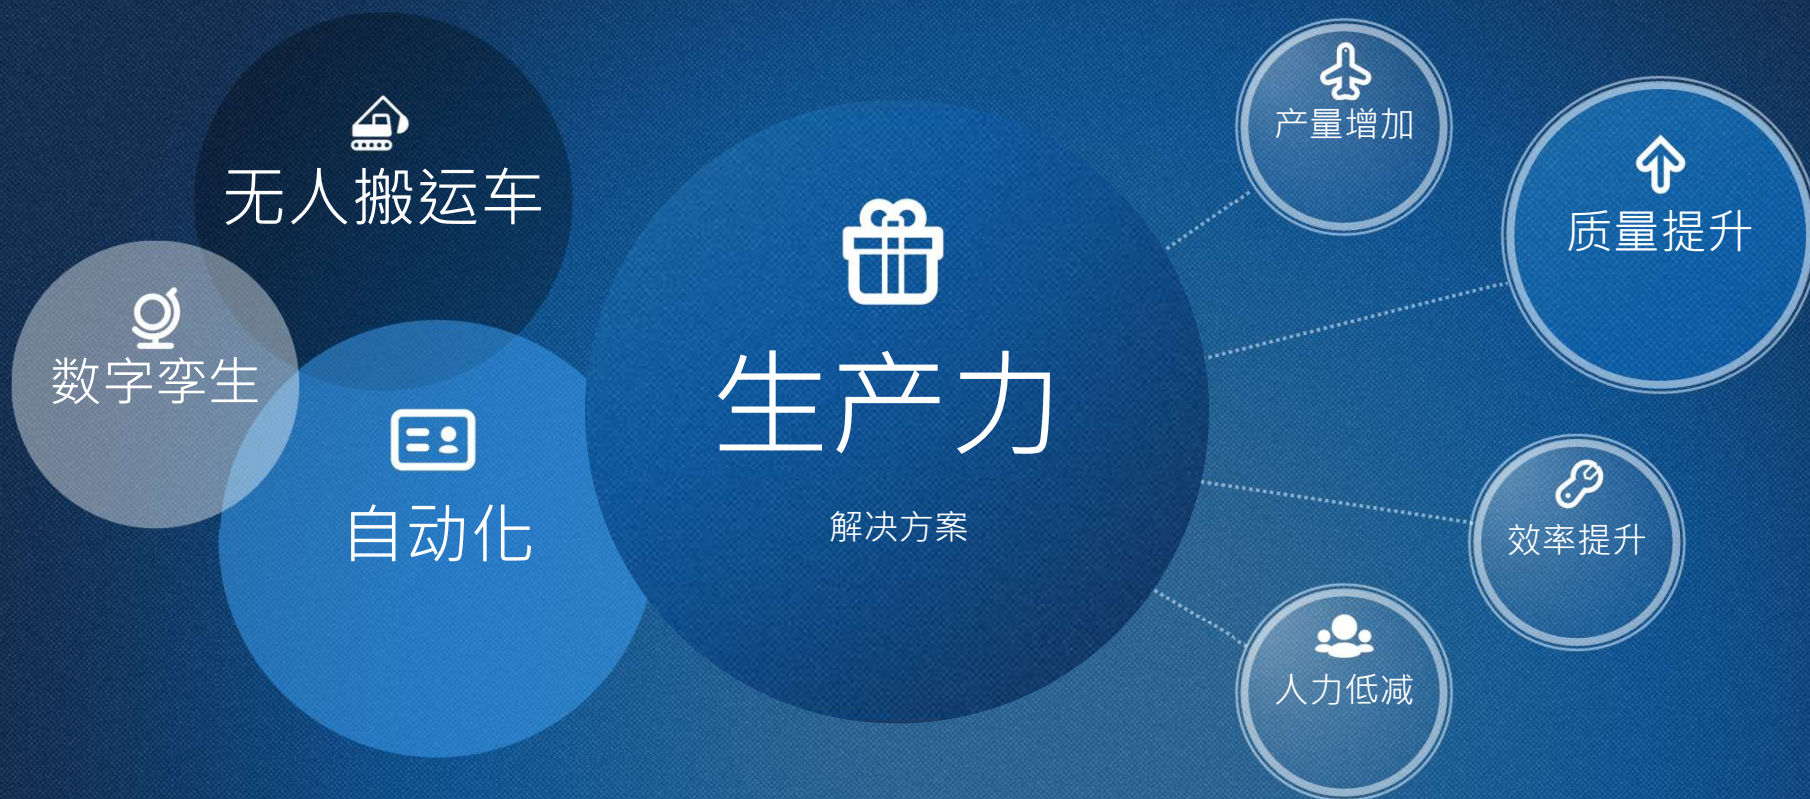 无人搬运车
数字孪生
自动化
生产力
解决方案
产量增加
质量提升
效率提升
人力低减